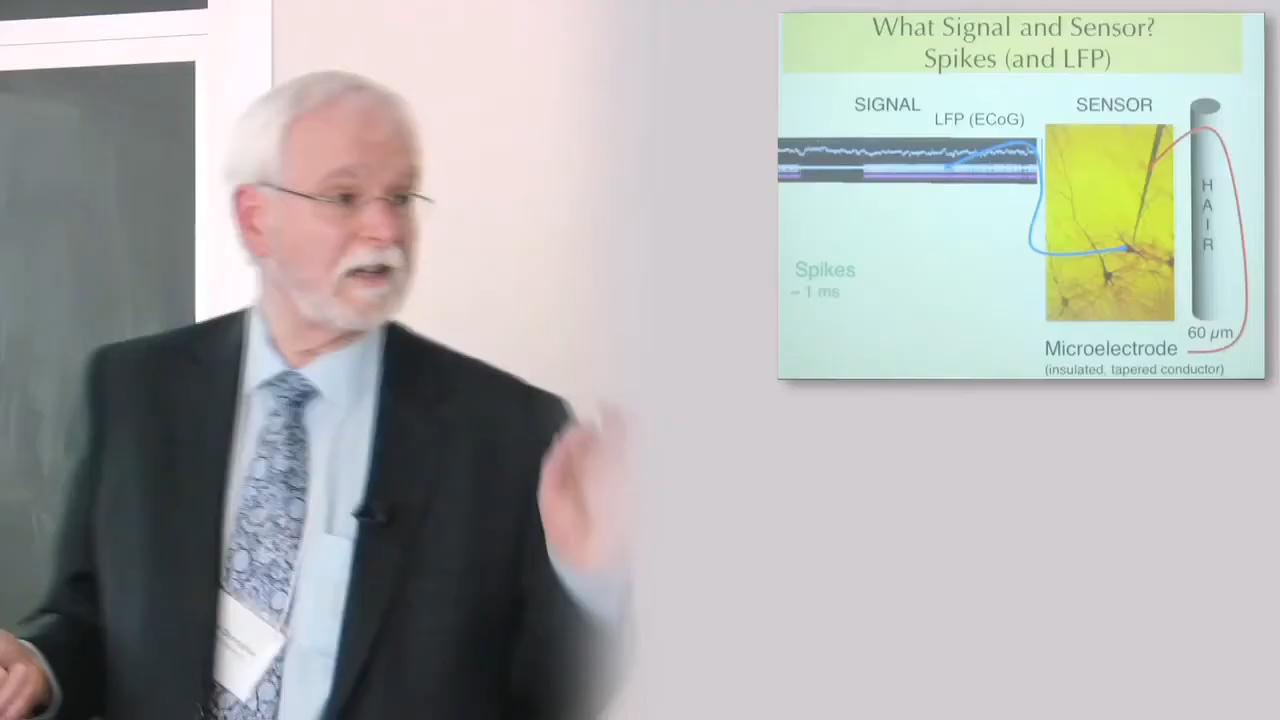 What Signal and Sensor?
Spikes (and LFP)
SIGNAL
SENSOR
LFP (ECoG)
HAIR
Spikes
~ 1 ms
60 µm
Microelectrode
(insulated, tapered conductor)